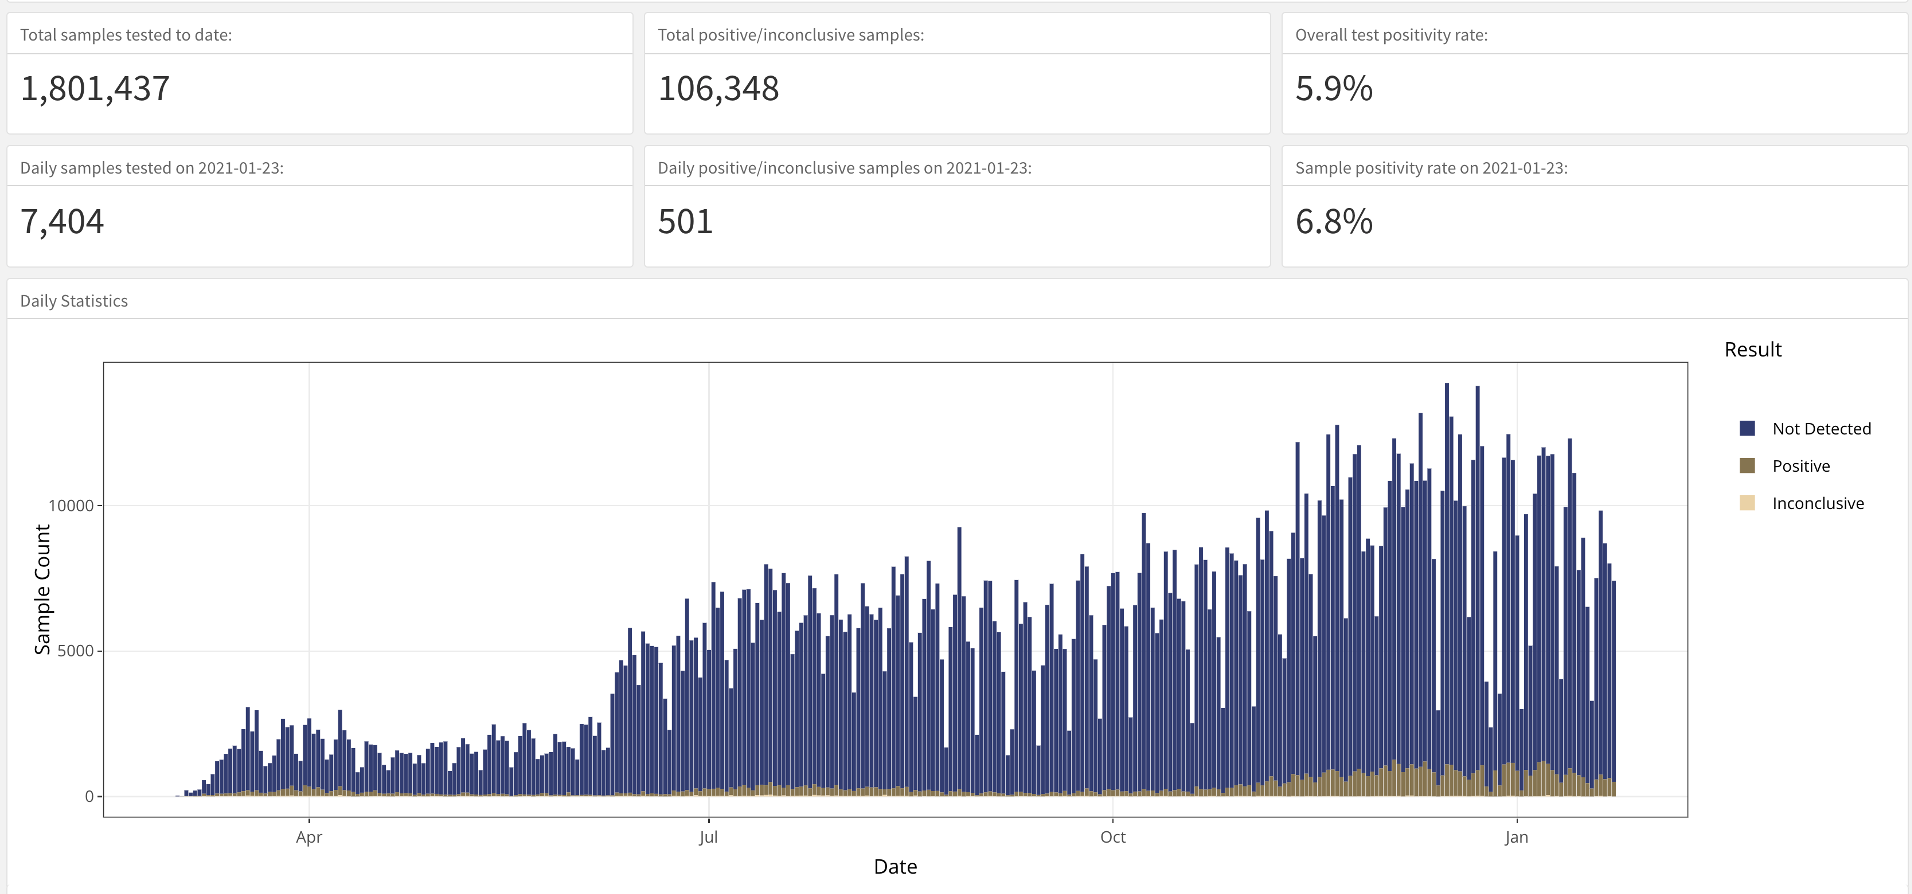 Total samples tested to date:
1,801,437
Total positive/inconclusive samples:
106,348
Overall test positivity rate:
5.9%
Daily samples tested on 2021-01-23:
7,404
Daily positive/inconclusive samples on 2021-01-23:
501
Sample positivity rate on 2021-01-23:
6.8%
Daily Statistics
Result
Not Detected
Positive
Inconclusive
Sample Count
10000
5000
0
Apr
Jul
Oct
Jan
Date